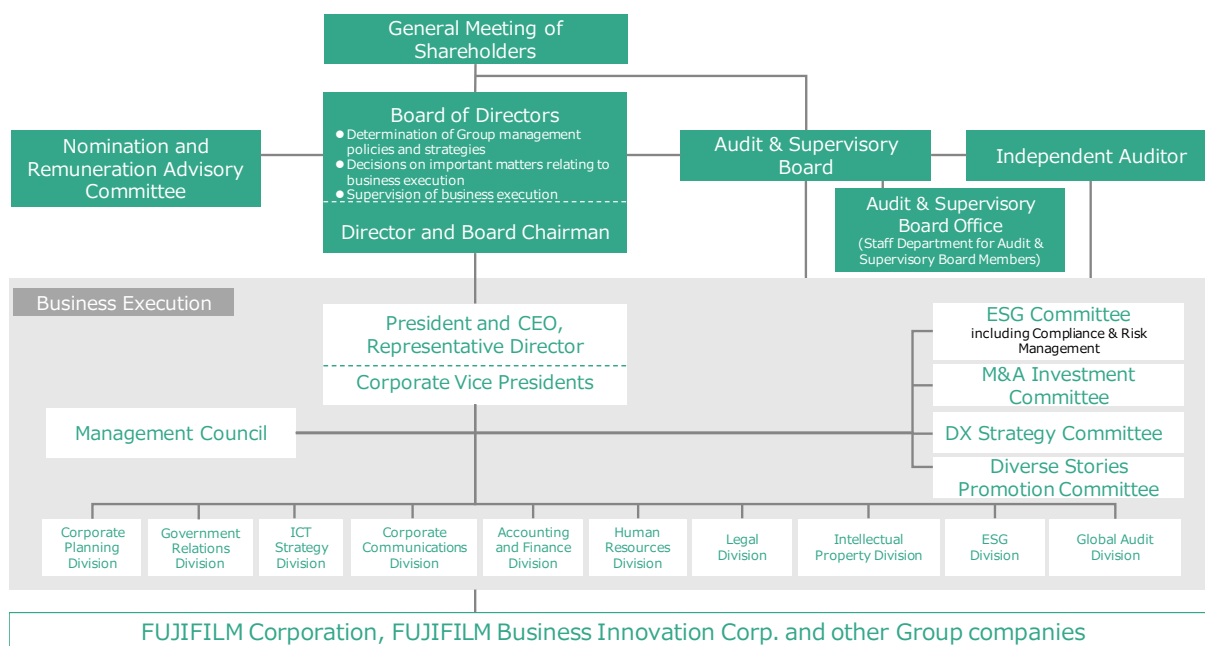 General Meeting of
Shareholders
Board of Directors
● Determination of Group management
policies and strategies
● Decisions on important matters relating to
business execution
● Supervision of business execution
Director and Board Chairman
Nomination and
Remuneration Advisory
Committee
Audit & Supervisory
Board
Independent Auditor
Audit & Supervisory
Board Office
(Staff Department for Audit &
Supervisory Board Members)
Business Execution
President and CEO,
Representative Director
Corporate Vice Presidents
ESG Committee
including Compliance & Risk
Management
M&A Investment
Committee
Management Council
DX Strategy Committee
Diverse Stories
Promotion Committee
Corporate
Planning
Division
Government
Relations
Division
ICT
Strategy
Division
Corporate
Communications
Division
Accounting
and Finance
Division
Human
Resources
Division
Legal
Division
Intellectual
Property Division
ESG
Division
Global Audit
Division
FUJIFILM Corporation, FUJIFILM Business Innovation Corp. and other Group companies